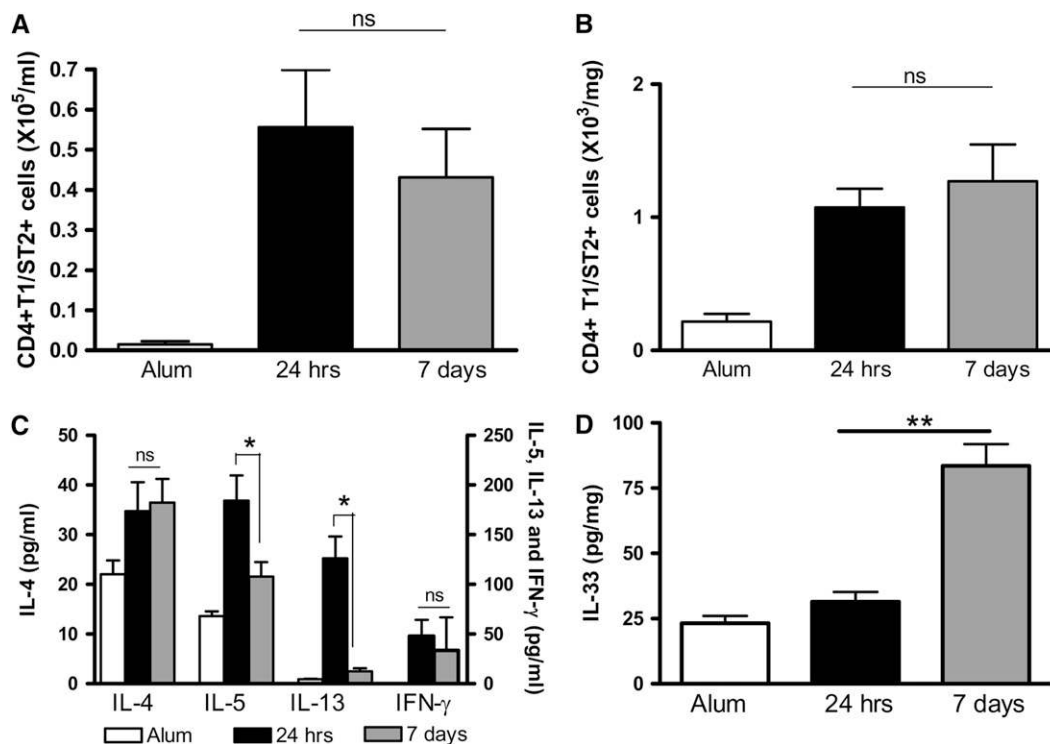 A
ns
CD4+T1/ST2+ cells (X10⁵/ml)
0.7
0.6
0.5
0.4
0.3
0.2
0.1
0.0
Alum 24 hrs 7 days
B
ns
CD4+ T1/ST2+ cells (X10³/mg)
2
1
0
Alum 24 hrs 7 days
C
IL-4 (pg/ml)
50
40
30
20
10
0
ns
*
*
ns
250
200
150
100
50
0
IL-5, IL-13 and IFN-γ
(pg/ml)
IL-4 IL-5 IL-13 IFN-γ
Alum 24 hrs 7 days
D
**
IL-33 (pg/mg)
100
75
50
25
0
Alum 24 hrs 7 days